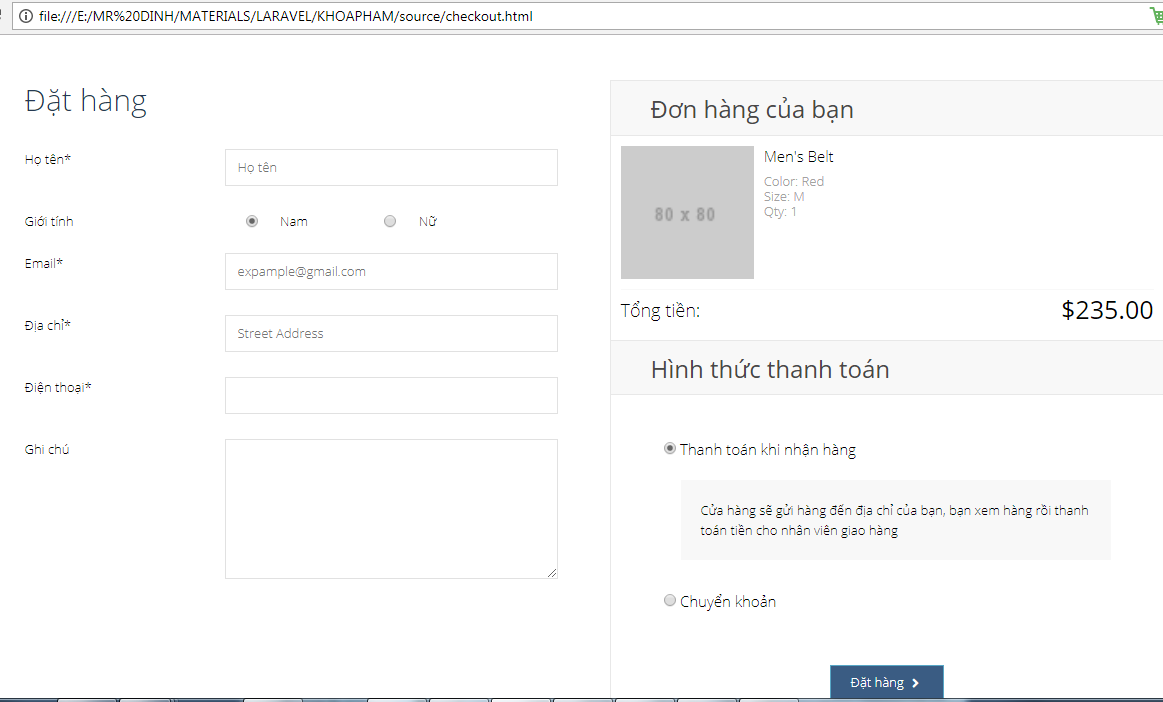 file:///E:/MR%20DINH/MATERIALS/LARAVEL/KHOAPHAM/source/checkout.html
Đặt hàng
Họ tên*
Họ tên
Giới tính
Nam
Nữ
Email*
expample@gmail.com
Địa chỉ*
Street Address
Điện thoại*
Ghi chú
Đơn hàng của bạn
80 x 80
Men's Belt
Color: Red
Size: M
Qty: 1
Tổng tiền:
$235.00
Hình thức thanh toán
Thanh toán khi nhận hàng
Cửa hàng sẽ gửi hàng đến địa chỉ của bạn, bạn xem hàng rồi thanh
toán tiền cho nhân viên giao hàng
Chuyển khoản
Đặt hàng